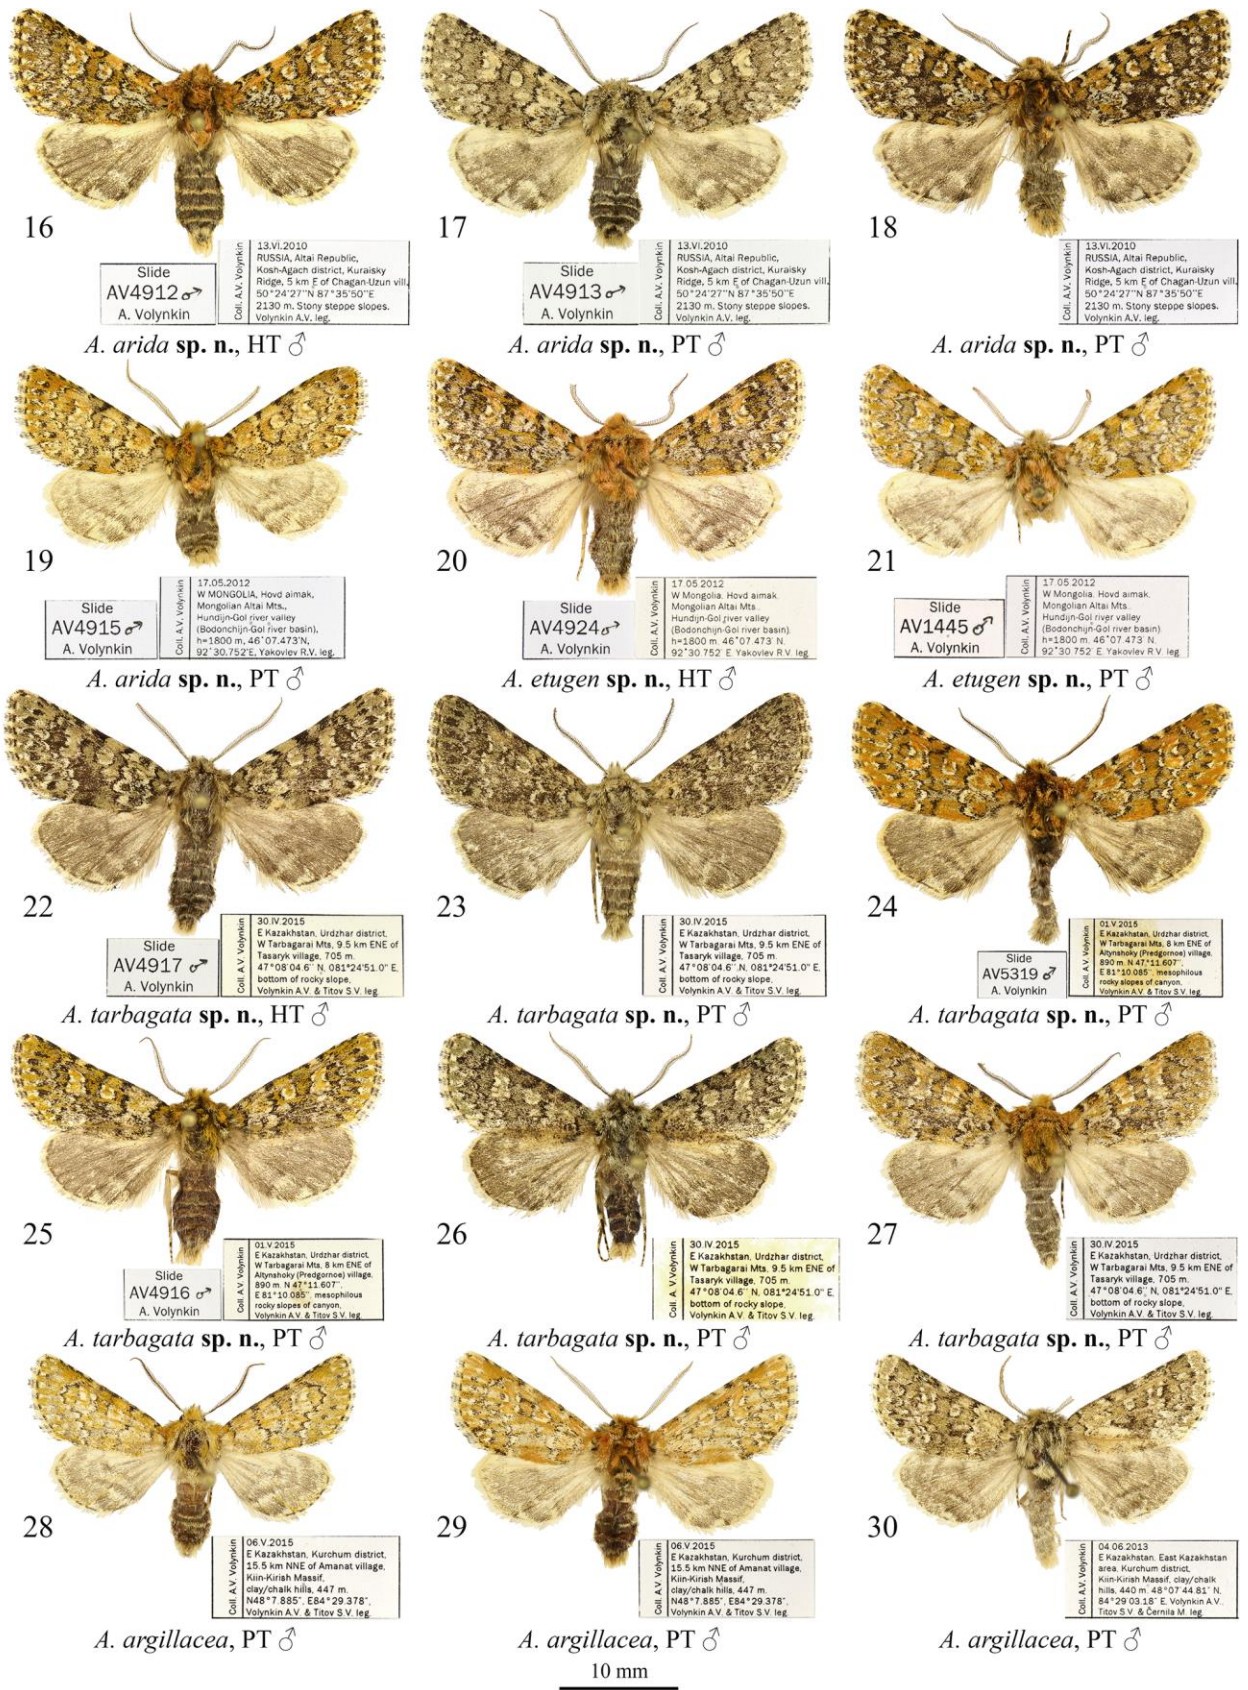 16
Slide
AV4912 ♂
A. Volynkin
Coll. A.V. Volynkin
13.VI.2010
RUSSIA, Altai Republic,
Kosh-Agach district, Kuraisky
Ridge, 5 km E of Chagan-Uzun vill.
50°24'27''N 87°35'50''E
2130 m. Stony steppe slopes.
Volynkin A.V. leg.
A. arida sp. n., HT ♂
17
Slide
AV4913 ♂
A. Volynkin
Coll. A.V. Volynkin
13.VI.2010
RUSSIA, Altai Republic,
Kosh-Agach district, Kuraisky
Ridge, 5 km E of Chagan-Uzun vill.
50°24'27''N 87°35'50''E
2130 m. Stony steppe slopes.
Volynkin A.V. leg.
A. arida sp. n., PT ♂
18
Coll. A.V. Volynkin
13.VI.2010
RUSSIA, Altai Republic,
Kosh-Agach district, Kuraisky
Ridge, 5 km E of Chagan-Uzun vill.
50°24'27''N 87°35'50''E
2130 m. Stony steppe slopes.
Volynkin A.V. leg.
A. arida sp. n., PT ♂
19
Slide
AV4915 ♂
A. Volynkin
Coll. A.V. Volynkin
17.05.2012
W MONGOLIA, Hovd aimak,
Mongolian Altai Mts.,
Hundijn-Gol river valley
(Bodonchijn-Gol river basin),
h=1800 m, 46°07.473'N,
92°30.752'E, Yakovlev R.V. leg.
A. arida sp. n., PT ♂
20
Slide
AV4924 ♂
A. Volynkin
Coll. A.V. Volynkin
17.05.2012
W Mongolia, Hovd aimak,
Mongolian Altai Mts.
Hundijn-Gol river valley
(Bodonchijn-Gol river basin)
h=1800 m. 46°07.473' N.
92°30.752' E. Yakovlev R.V. leg.
A. etugen sp. n., HT ♂
21
Slide
AV1445 ♂
A. Volynkin
Coll. A.V. Volynkin
17.05.2012
W Mongolia, Hovd aimak,
Mongolian Altai Mts.
Hundijn-Gol river valley
(Bodonchijn-Gol river basin)
h=1800 m. 46°07.473' N.
92°30.752' E. Yakovlev R.V. leg.
A. etugen sp. n., PT ♂
22
Slide
AV4917 ♂
A. Volynkin
Coll. A.V. Volynkin
30.IV.2015
E Kazakhstan, Urdzhar district,
W Tarbagarai Mts, 9.5 km ENE of
Tasaryk village, 705 m.
47°08'04.6'' N, 081°24'51.0'' E,
bottom of rocky slope,
Volynkin A.V. & Titov S.V. leg.
A. tarbagata sp. n., HT ♂
23
Coll. A.V. Volynkin
30.IV.2015
E Kazakhstan, Urdzhar district,
W Tarbagarai Mts, 9.5 km ENE of
Tasaryk village, 705 m.
47°08'04.6'' N, 081°24'51.0'' E,
bottom of rocky slope,
Volynkin A.V. & Titov S.V. leg.
A. tarbagata sp. n., PT ♂
24
Slide
AV5319 ♂
A. Volynkin
Coll. A.V. Volynkin
01.V.2015
E Kazakhstan, Urdzhar district,
W Tarbagarai Mts, 8 km ENE of
Altynshoky (Predgornoe) village,
890 m. N 47°11.607'',
E 81°10.085'', mesophilous
rocky slopes of canyon,
Volynkin A.V. & Titov S.V. leg.
A. tarbagata sp. n., PT ♂
25
Slide
AV4916 ♂
A. Volynkin
Coll. A.V. Volynkin
01.V.2015
E Kazakhstan, Urdzhar district,
W Tarbagarai Mts, 8 km ENE of
Altynshoky (Predgornoe) village,
890 m. N 47°11.607'',
E 81°10.085'', mesophilous
rocky slopes of canyon,
Volynkin A.V. & Titov S.V. leg.
A. tarbagata sp. n., PT ♂
26
Coll. A.V. Volynkin
30.IV.2015
E Kazakhstan, Urdzhar district,
W Tarbagarai Mts, 9.5 km ENE of
Tasaryk village, 705 m.
47°08'04.6'' N, 081°24'51.0'' E,
bottom of rocky slope,
Volynkin A.V. & Titov S.V. leg.
A. tarbagata sp. n., PT ♂
27
Coll. A.V. Volynkin
30.IV.2015
E Kazakhstan, Urdzhar district,
W Tarbagarai Mts, 9.5 km ENE of
Tasaryk village, 705 m.
47°08'04.6'' N, 081°24'51.0'' E,
bottom of rocky slope,
Volynkin A.V. & Titov S.V. leg.
A. tarbagata sp. n., PT ♂
28
Coll. A.V. Volynkin
06.V.2015
E Kazakhstan, Kurchum district,
15.5 km NNE of Amanat village,
Kiin-Kirish Massif,
clay/chalk hills, 447 m.
N48°7.885'', E84°29.378'',
Volynkin A.V. & Titov S.V. leg.
A. argillacea, PT ♂
29
Coll. A.V. Volynkin
06.V.2015
E Kazakhstan, Kurchum district,
15.5 km NNE of Amanat village,
Kiin-Kirish Massif,
clay/chalk hills, 447 m.
N48°7.885'', E84°29.378'',
Volynkin A.V. & Titov S.V. leg.
A. argillacea, PT ♂
30
Coll. A.V. Volynkin
04.06.2013
E Kazakhstan. East Kazakhstan
area, Kurchum district,
Kiin-Kirish Massif, clay/chalk
hills, 440 m. 48°07'44.81'' N,
84°29'03.18'' E. Volynkin A.V.,
Titov S.V. & Černila M. leg.
A. argillacea, PT ♂
10 mm